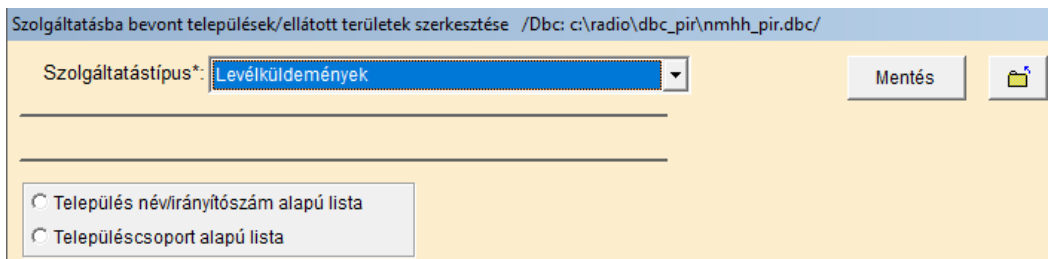 Szolgáltatásba bevont települések/ellátott területek szerkesztése /Dbc: c:\radio\dbc_pir\nmhh_pir.dbc/
Szolgáltatástípus*: Levélküldemények Mentés
Település név/irányítószám alapú lista
Településcsoport alapú lista